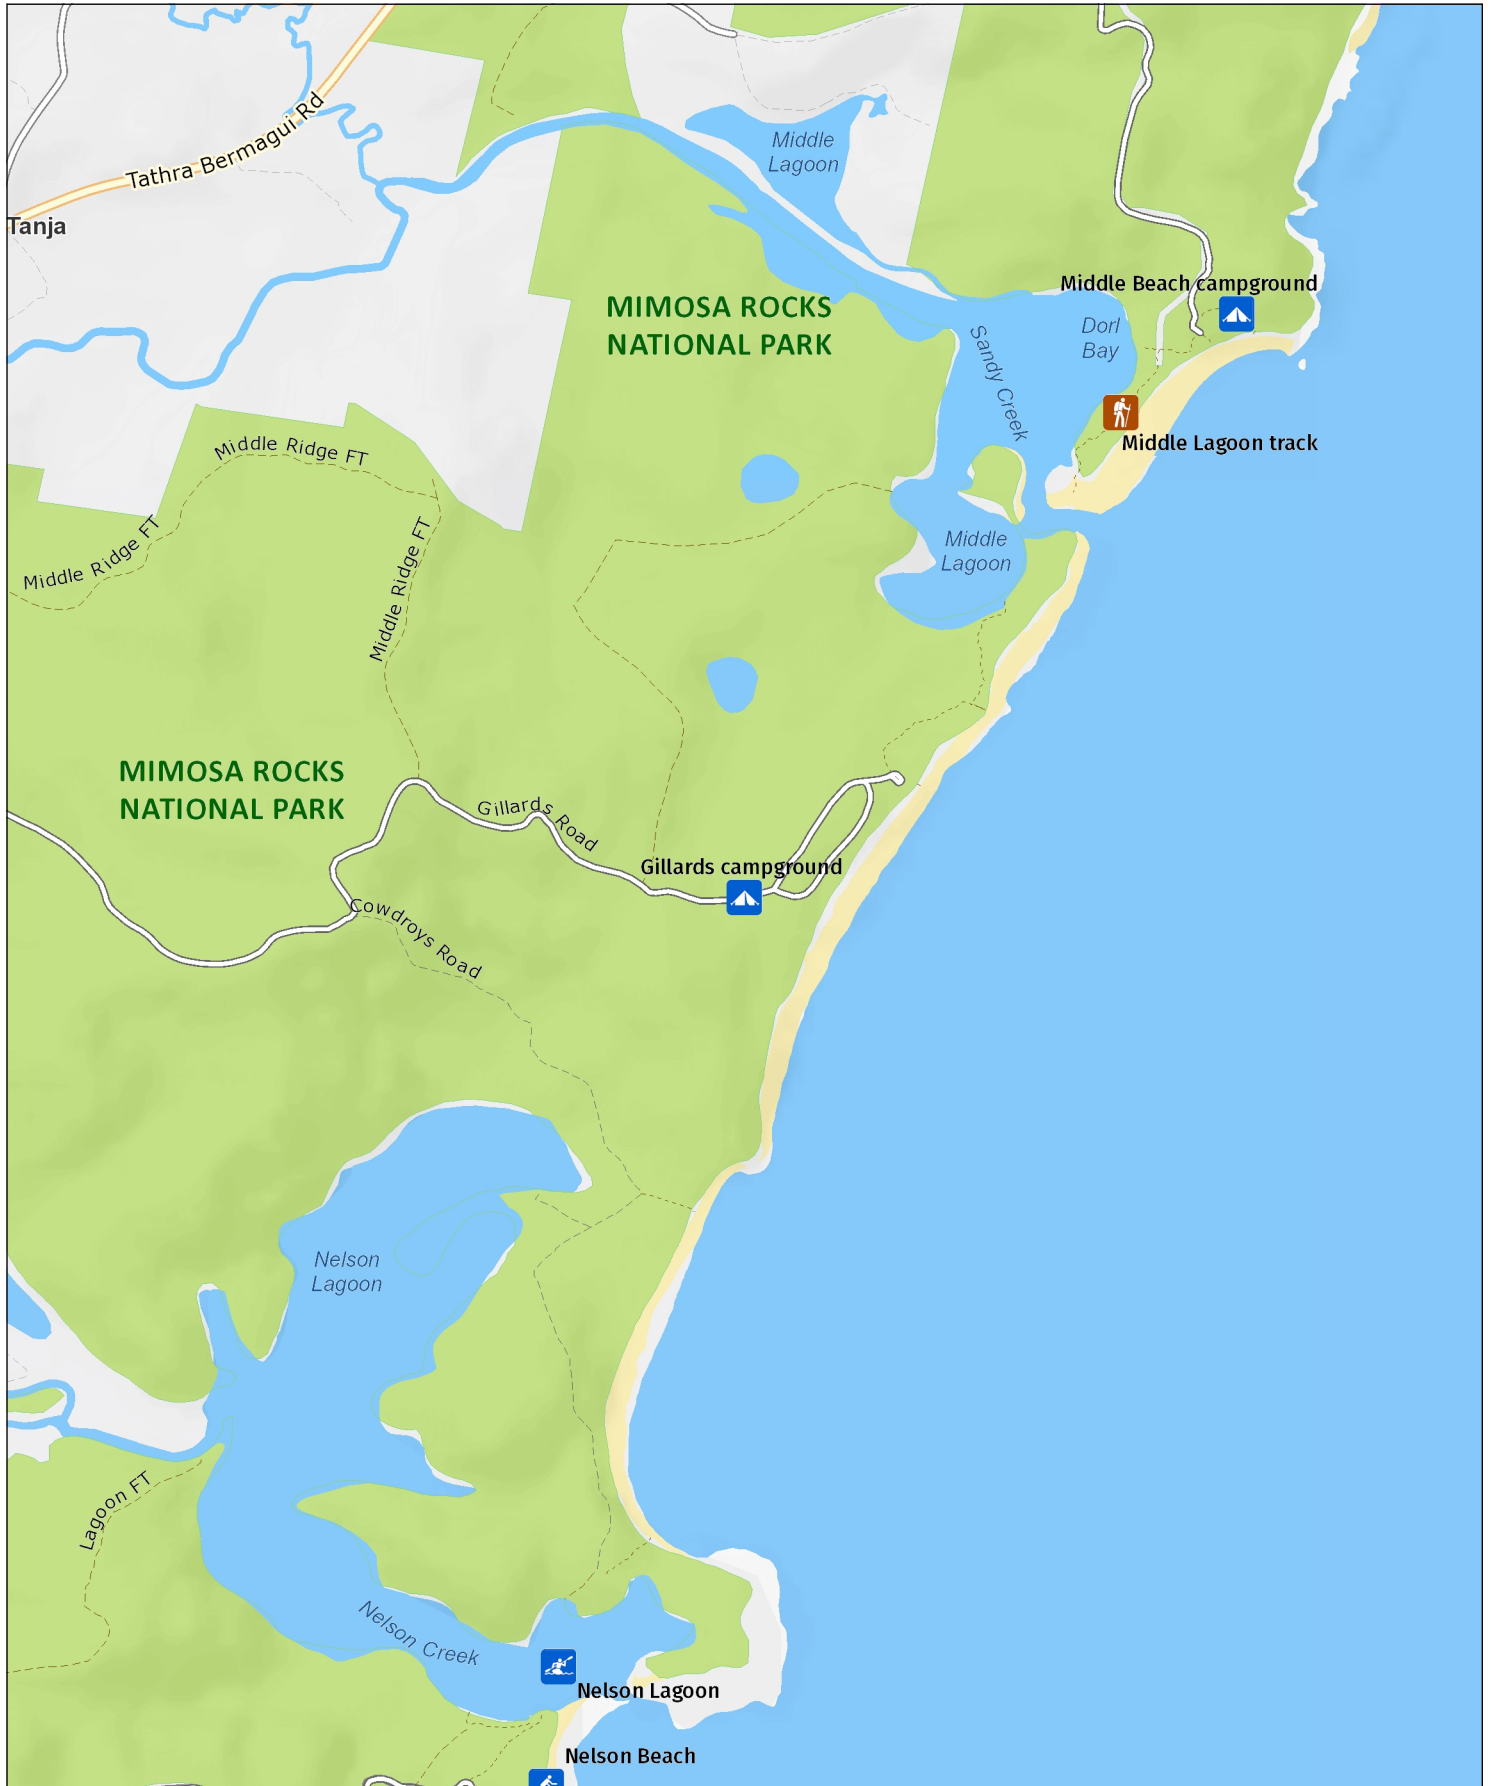 Tathra Bermagui Rd
Middle
Lagoon
Tanja
Middle Beach campground
MIMOSA ROCKS
NATIONAL PARK
Dorl
Bay
Sandy Creek
Middle Lagoon track
Middle Ridge FT
Middle Ridge FT
Middle Ridge FT
Middle
Lagoon
MIMOSA ROCKS
NATIONAL PARK
Gillards Road
Gillards campground
Cowdroys Road
Nelson
Lagoon
Lagoon FT
Nelson Creek
Nelson Lagoon
Nelson Beach